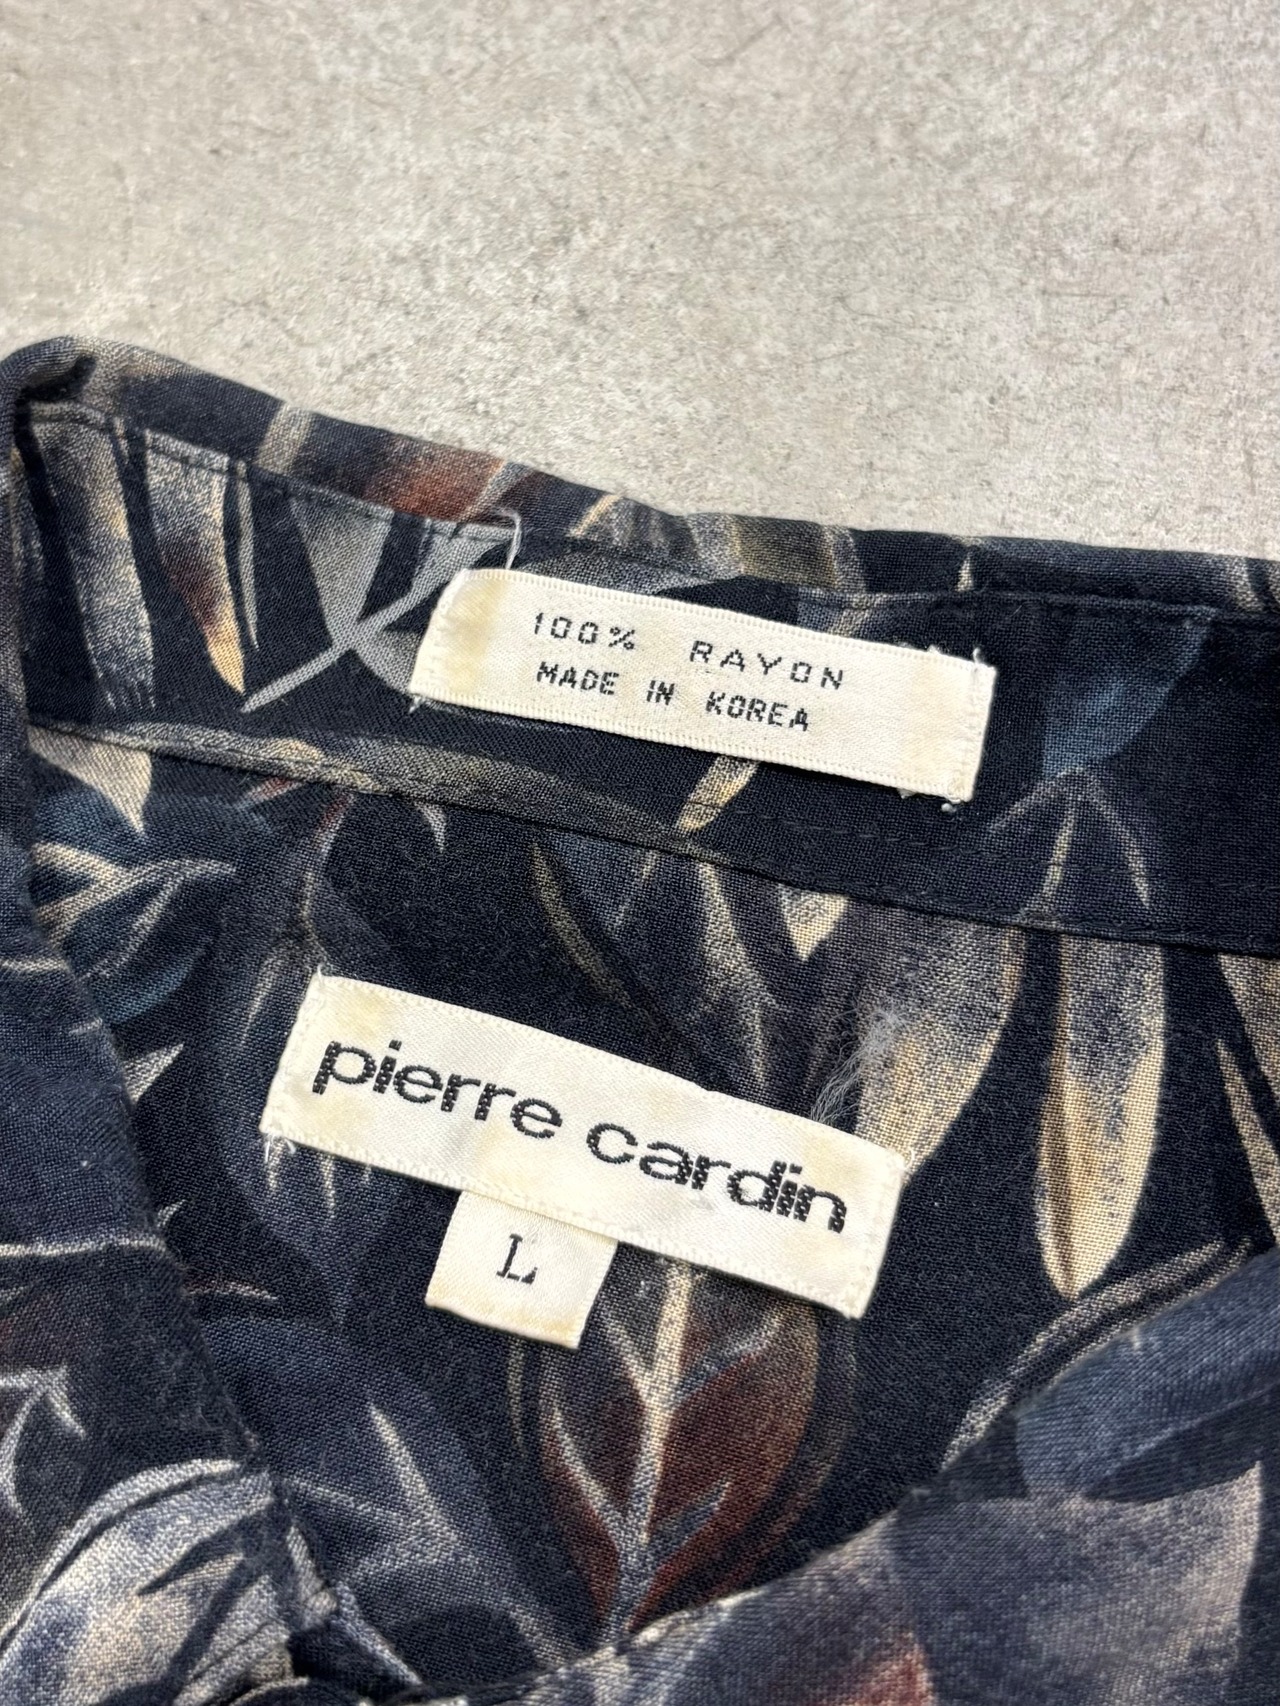 100% RAYON
MADE IN KOREA
pierre cardin
L